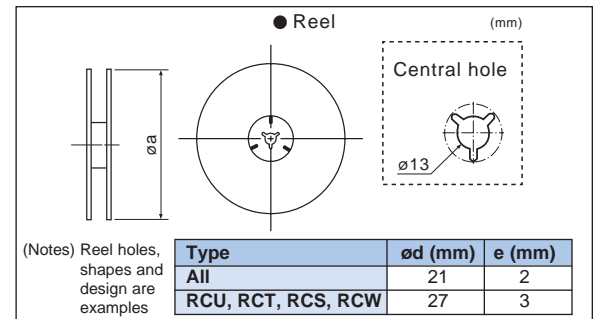 ● Reel
(mm)
Central hole
øa
ø13
(Notes) Reel holes,
shapes and
design are
examples
Type ød (mm) e (mm)
All 21 2
RCU, RCT, RCS, RCW 27 3